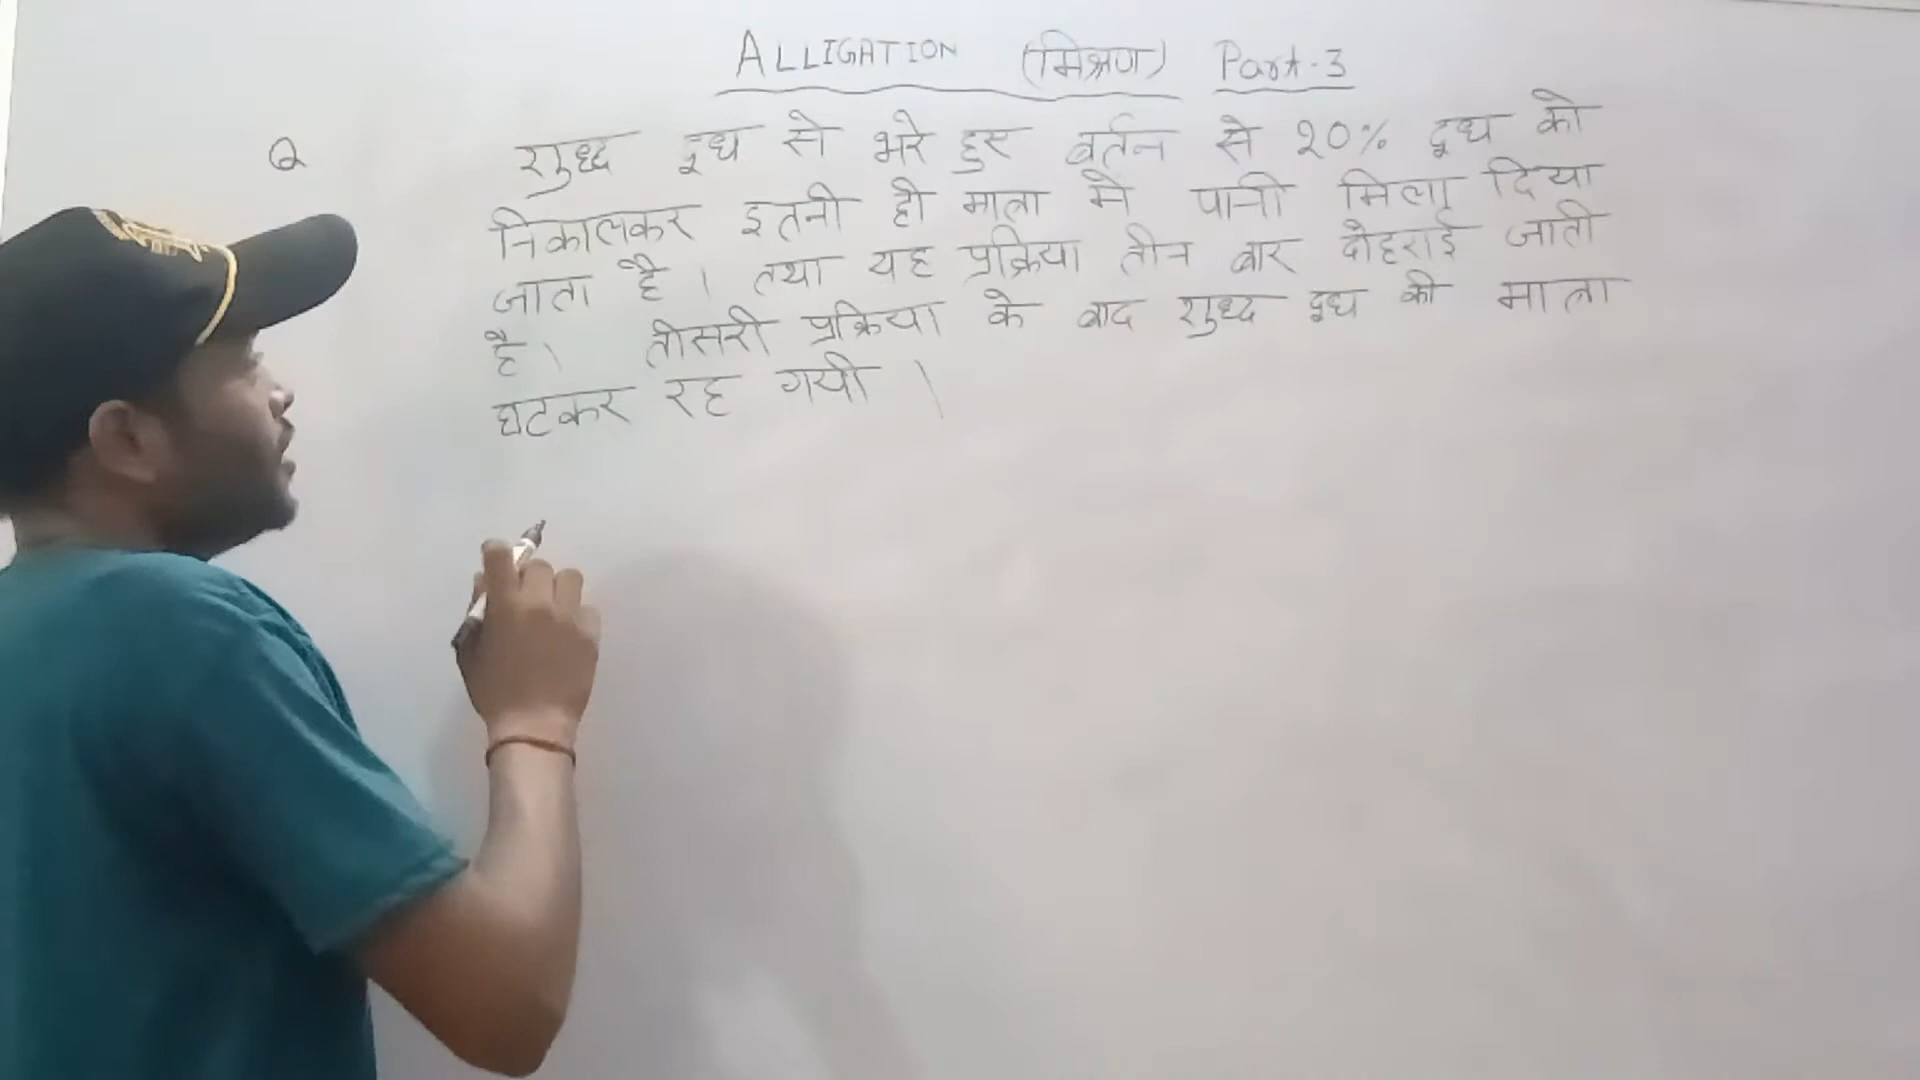 ALLIGATION (मिश्रण) Part-3
Q शुध्द दूध से भरे हुए बर्तन से 20% दूध को
निकालकर इतनी ही मात्रा मे पानी मिला दिया
जाता है। तथा यह प्रक्रिया तीन बार दोहराई जाती
है। तीसरी प्रक्रिया के बाद शुध्द दूध की मात्रा
घटकर रह गयी।